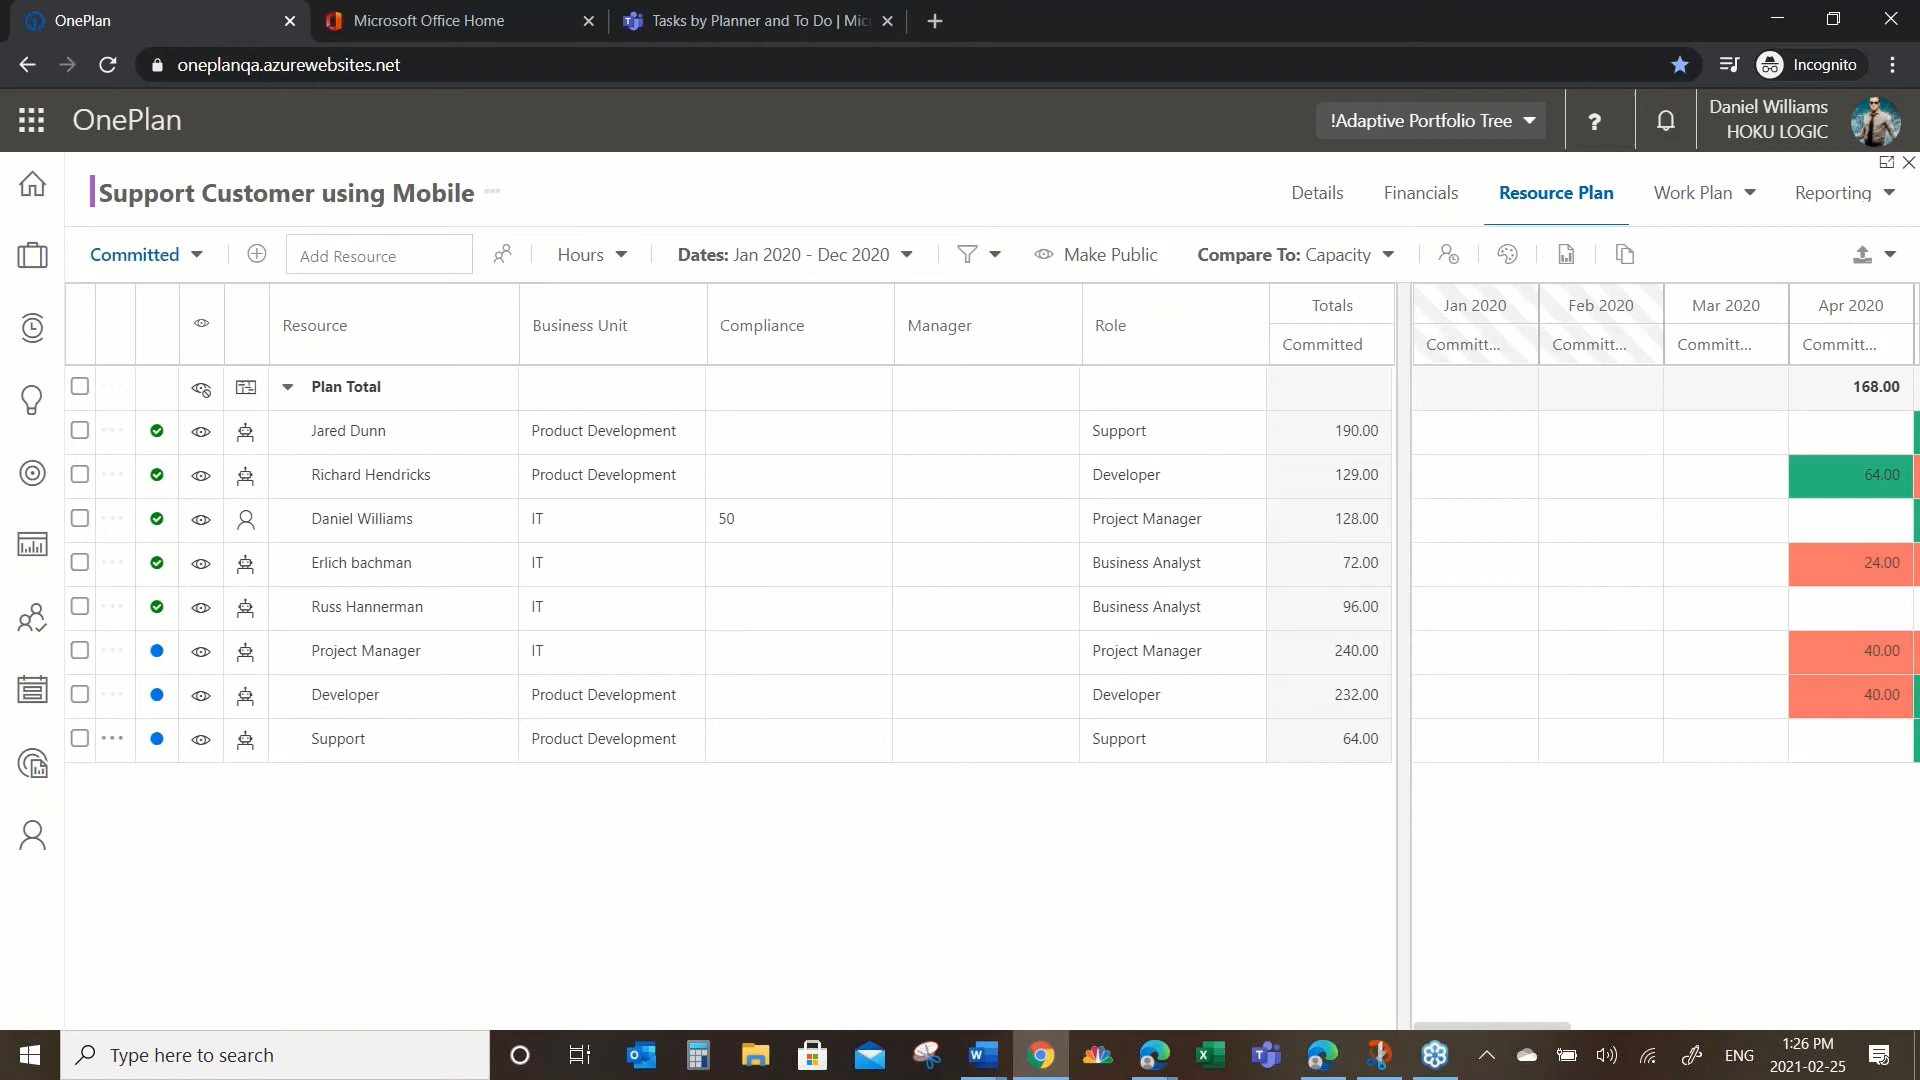 OnePlan
Microsoft Office Home
Tasks by Planner and To Do | Mic
oneplanqa.azurewebsites.net
Incognito
OnePlan
!Adaptive Portfolio Tree
?
Daniel Williams
HOKU LOGIC
Support Customer using Mobile
Details
Financials
Resource Plan
Work Plan
Reporting
Committed
Add Resource
Hours
Dates: Jan 2020 - Dec 2020
Make Public
Compare To: Capacity
Resource
Business Unit
Compliance
Manager
Role
Totals
Committed
Jan 2020
Feb 2020
Mar 2020
Apr 2020
Committ...
Committ...
Committ...
Committ...
Plan Total
168.00
Jared Dunn
Product Development
Support
190.00
Richard Hendricks
Product Development
Developer
129.00
64.00
Daniel Williams
IT
50
Project Manager
128.00
Erlich bachman
IT
Business Analyst
72.00
24.00
Russ Hannerman
IT
Business Analyst
96.00
Project Manager
IT
Project Manager
240.00
40.00
Developer
Product Development
Developer
232.00
40.00
Support
Product Development
Support
64.00
Type here to search
ENG
1:26 PM
2021-02-25